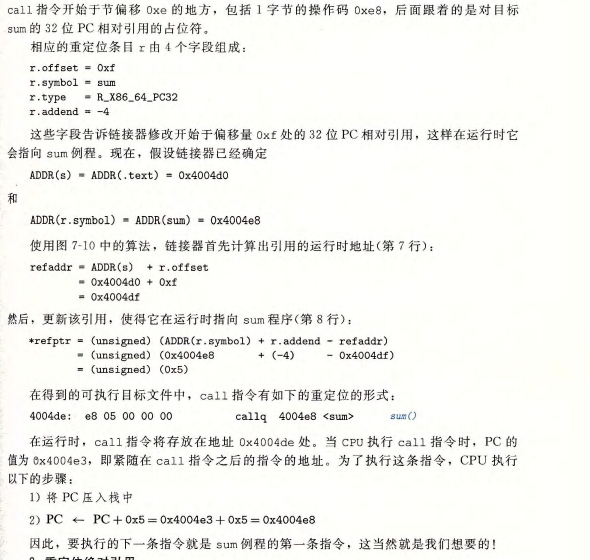 call 指令开始于节偏移 0xe 的地方，包括 1 字节的操作码 0xe8，后面跟着的是对目标
sum 的 32 位 PC 相对引用的占位符。
相应的重定位条目 r 由 4 个字段组成：
r.offset = 0xf
r.symbol = sum
r.type = R_X86_64_PC32
r.addend = -4
这些字段告诉链接器修改开始于偏移量 0xf 处的 32 位 PC 相对引用，这样在运行时它
会指向 sum 例程。现在，假设链接器已经确定
ADDR(s) = ADDR(.text) = 0x4004d0
和
ADDR(r.symbol) = ADDR(sum) = 0x4004e8
使用图 7-10 中的算法，链接器首先计算出引用的运行时地址(第 7 行)：
refaddr = ADDR(s) + r.offset
= 0x4004d0 + 0xf
= 0x4004df
然后，更新该引用，使得它在运行时指向 sum 程序(第 8 行)：
*refptr = (unsigned) (ADDR(r.symbol) + r.addend - refaddr)
= (unsigned) (0x4004e8 + (-4) - 0x4004df)
= (unsigned) (0x5)
在得到的可执行目标文件中，call 指令有如下的重定位的形式：
4004de: e8 05 00 00 00 callq 4004e8 <sum> sum()
在运行时，call 指令将存放在地址 0x4004de 处。当 CPU 执行 call 指令时，PC 的
值为 0x4004e3，即紧随在 call 指令之后的指令的地址。为了执行这条指令，CPU 执行
以下的步骤：
1) 将 PC 压入栈中
2) PC ← PC + 0x5 = 0x4004e3 + 0x5 = 0x4004e8
因此，要执行的下一条指令就是 sum 例程的第一条指令，这当然就是我们想要的！